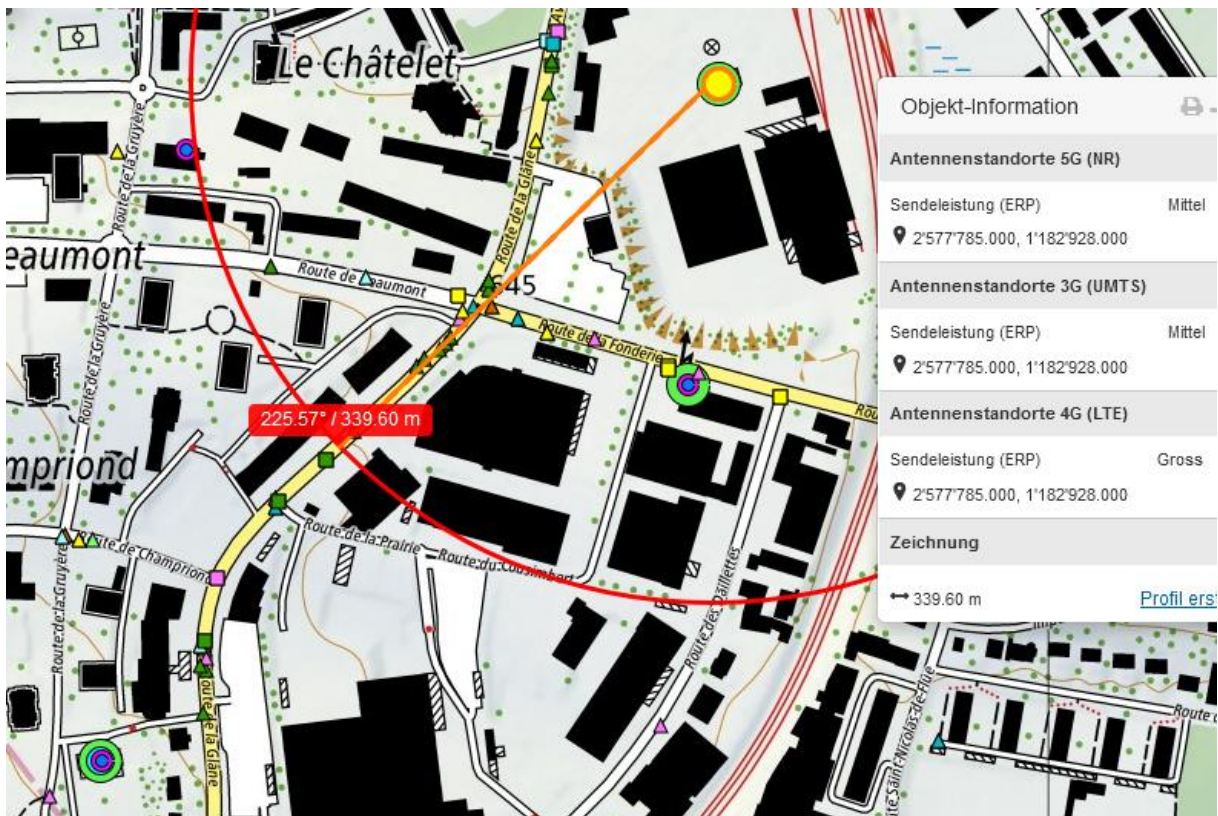 Le Châtelet
Route de la Gruyère
Route de la Glâne
eaumont
Route de Beaumont
645
Route de la Fonderie
Rou
225.57° / 339.60 m
mpriond
Route de la Gruyère
Route de la Prairie
Route du Cousimbert
Route de Champriond
Route de la Gruyère
Route des Daillettes
Route de la Glâne
Route d
Objekt-Information
Antennenstandorte 5G (NR)
Sendeleistung (ERP) Mittel
2'577'785.000, 1'182'928.000
Antennenstandorte 3G (UMTS)
Sendeleistung (ERP) Mittel
2'577'785.000, 1'182'928.000
Antennenstandorte 4G (LTE)
Sendeleistung (ERP) Gross
2'577'785.000, 1'182'928.000
Zeichnung
339.60 m Profil erst
te Saint-Nicolas-de-Flüe